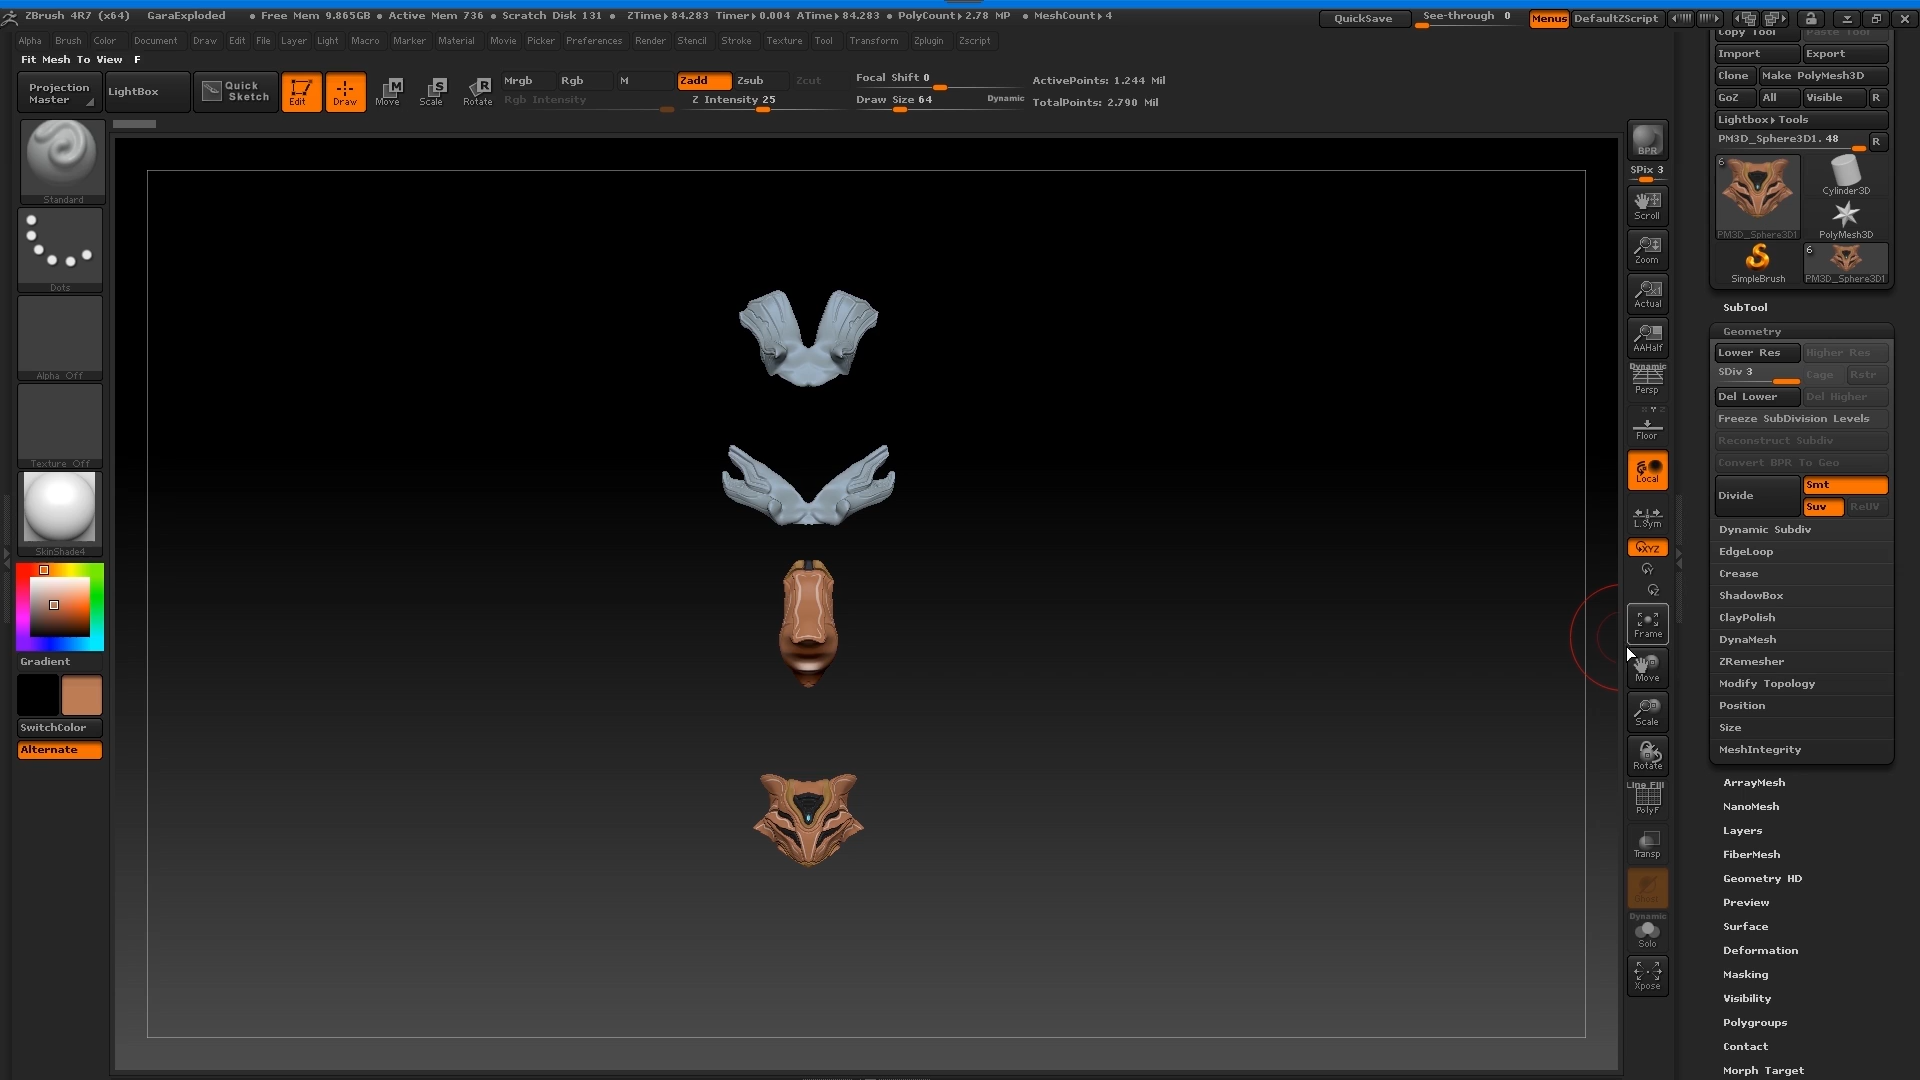 ZBrush 4R7 (x64) GaraExploded ● Free Mem 9.865GB ● Active Mem 736 ● Scratch Disk 131 ● ZTime▸84.283 Timer▸0.004 ATime▸84.283 ● PolyCount▸2.78 MP ● MeshCount▸4 QuickSave See-through 0 Menus DefaultZScript
Alpha Brush Color Document Draw Edit File Layer Light Macro Marker Material Movie Picker Preferences Render Stencil Stroke Texture Tool Transform Zplugin Zscript
Fit Mesh To View F
Projection Master
LightBox
Quick Sketch
Edit
Draw
M
Move
S
Scale
R
Rotate
Mrgb Rgb M Zadd Zsub Zcut
Rgb Intensity Z Intensity 25
Focal Shift 0
Draw Size 64 Dynamic
ActivePoints: 1.244 Mil
TotalPoints: 2.790 Mil
Standard
Dots
Alpha Off
Texture Off
SkinShade4
Gradient
SwitchColor
Alternate
BPR
SPix 3
Scroll
Zoom
Actual
AAHalf
Dynamic
Persp
Floor
Local
L.Sym
XYZ
Y
Z
Frame
Move
Scale
Rotate
Line Fill
PolyF
Transp
Ghost
Dynamic
Solo
Xpose
Copy Tool Paste Tool
Import Export
Clone Make PolyMesh3D
GoZ All Visible R
Lightbox▸Tools
PM3D_Sphere3D1. 48 R
6
PM3D_Sphere3D1
Cylinder3D
PolyMesh3D
SimpleBrush
6
PM3D_Sphere3D1
SubTool
Geometry
Lower Res Higher Res
SDiv 3 Cage Rstr
Del Lower Del Higher
Freeze SubDivision Levels
Reconstruct Subdiv
Convert BPR To Geo
Divide Smt
Suv ReUV
Dynamic Subdiv
EdgeLoop
Crease
ShadowBox
ClayPolish
DynaMesh
ZRemesher
Modify Topology
Position
Size
MeshIntegrity
ArrayMesh
NanoMesh
Layers
FiberMesh
Geometry HD
Preview
Surface
Deformation
Masking
Visibility
Polygroups
Contact
Morph Target